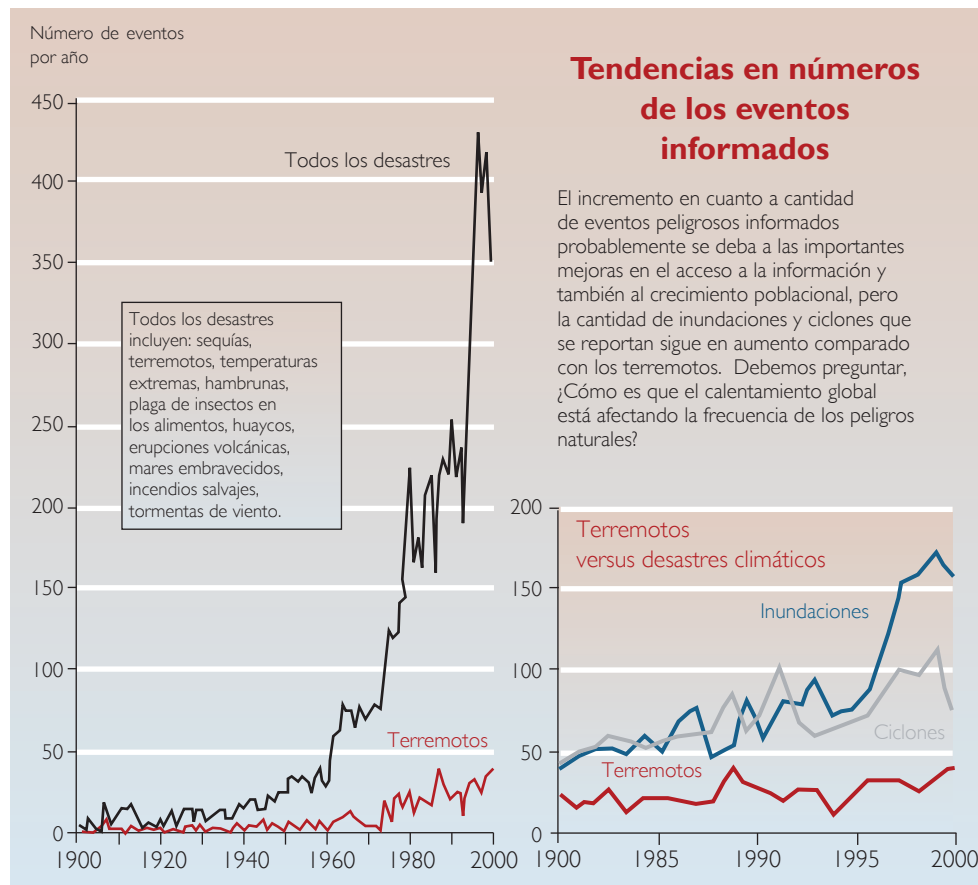 Número de eventos
por año
450
400
350
300
250
200
150
100
50
0
1900
1920
1940
1960
1980
2000
Todos los desastres
Todos los desastres
incluyen: sequías,
terremotos, temperaturas
extremas, hambrunas,
plaga de insectos en
los alimentos, huaycos,
erupciones volcánicas,
mares embravecidos,
incendios salvajes,
tormentas de viento.
Terremotos
Tendencias en números
de los eventos
informados
El incremento en cuanto a cantidad
de eventos peligrosos informados
probablemente se deba a las importantes
mejoras en el acceso a la información y
también al crecimiento poblacional, pero
la cantidad de inundaciones y ciclones que
se reportan sigue en aumento comparado
con los terremotos. Debemos preguntar,
¿Cómo es que el calentamiento global
está afectando la frecuencia de los peligros
naturales?
200
150
100
50
0
Terremotos
versus desastres climáticos
Inundaciones
Ciclones
Terremotos
1900
1985
1990
1995
2000